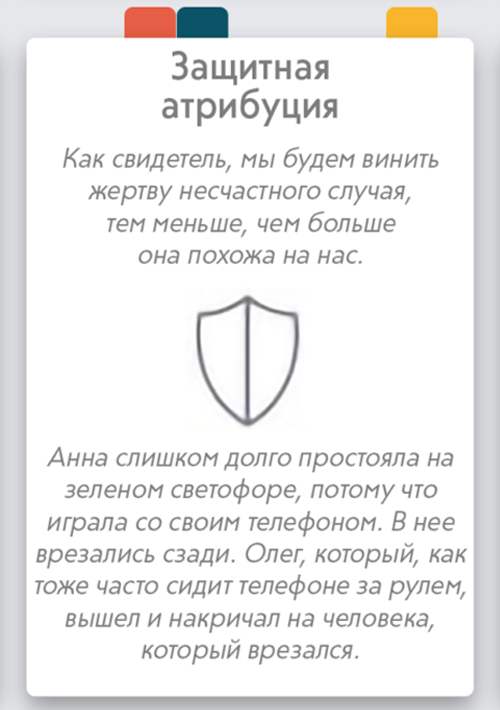 Защитная
атрибуция
Как свидетель, мы будем винить
жертву несчастного случая,
тем меньше, чем больше
она похожа на нас.
Анна слишком долго простояла на
зеленом светофоре, потому что
играла со своим телефоном. В нее
врезались сзади. Олег, который, как
тоже часто сидит телефоне за рулем,
вышел и накричал на человека,
который врезался.